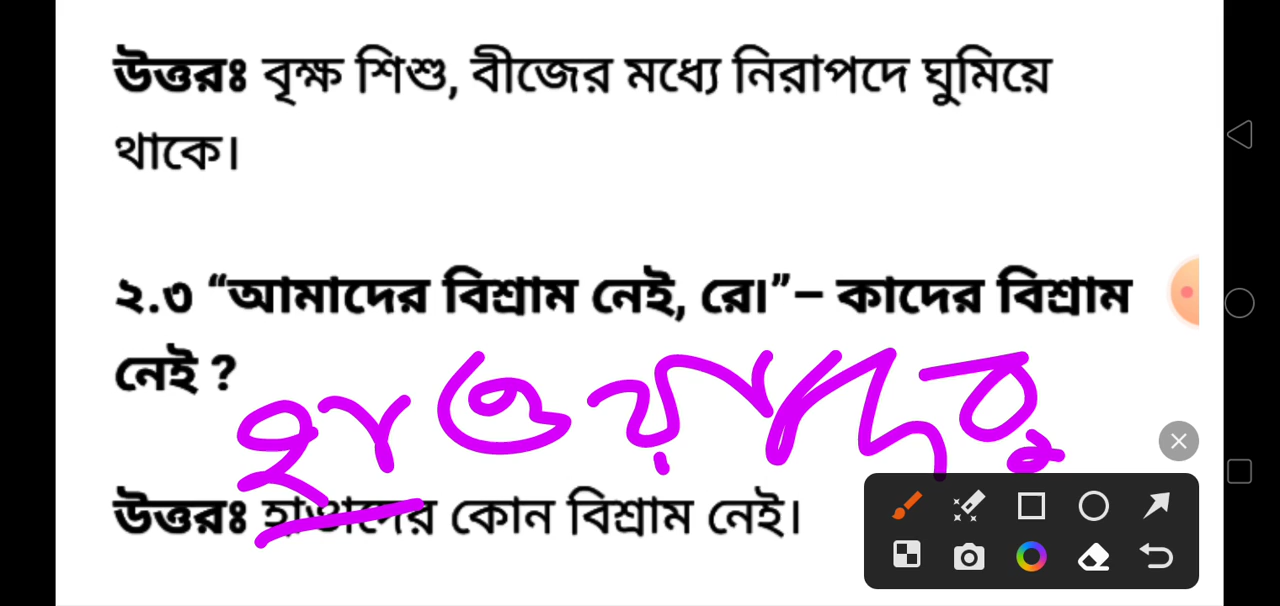 উত্তরঃ বৃক্ষ শিশু, বীজের মধ্যে নিরাপদে ঘুমিয়ে
থাকে।
২.৩ “আমাদের বিশ্রাম নেই, রে।”– কাদের বিশ্রাম
নেই ?
হাওয়াদের
উত্তরঃ হাতাদের কোন বিশ্রাম নেই।